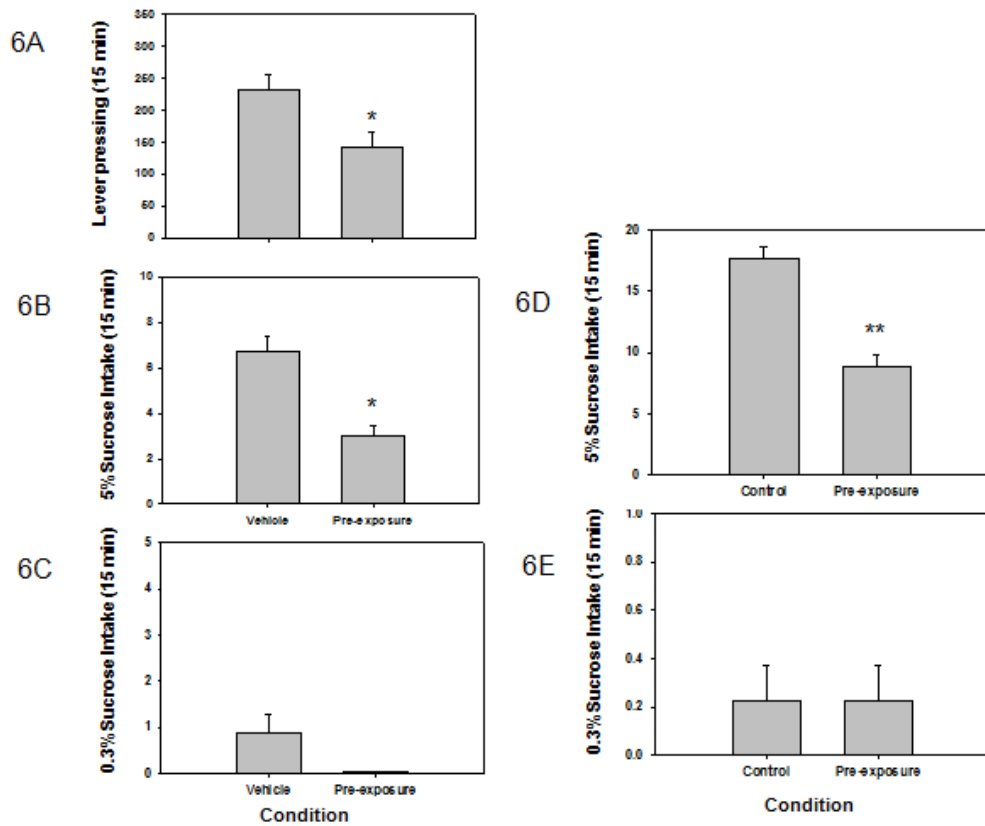 6A
Leverpressing (15 min)
350
300
250
200
150
100
50
0
*
6B
5% Sucrose Intake (15 min)
10
8
6
4
2
0
*
Vehicle Pre-exposure
6C
0.3% Sucrose Intake (15 min)
5
4
3
2
1
0
Vehicle Pre-exposure
Condition
6D
5% Sucrose Intake (15 min)
20
15
10
5
0
**
Control Pre-exposure
6E
0.3% Sucrose Intake (15 min)
1.0
0.8
0.6
0.4
0.2
0.0
Control Pre-exposure
Condition